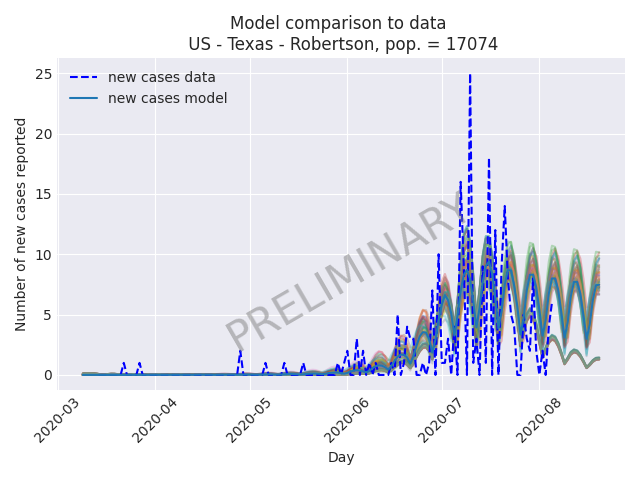 Model comparison to data
US - Texas - Robertson, pop. = 17074
new cases data
new cases model
PRELIMINARY
Number of new cases reported
25
20
15
10
5
0
2020-03
2020-04
2020-05
2020-06
2020-07
2020-08
Day